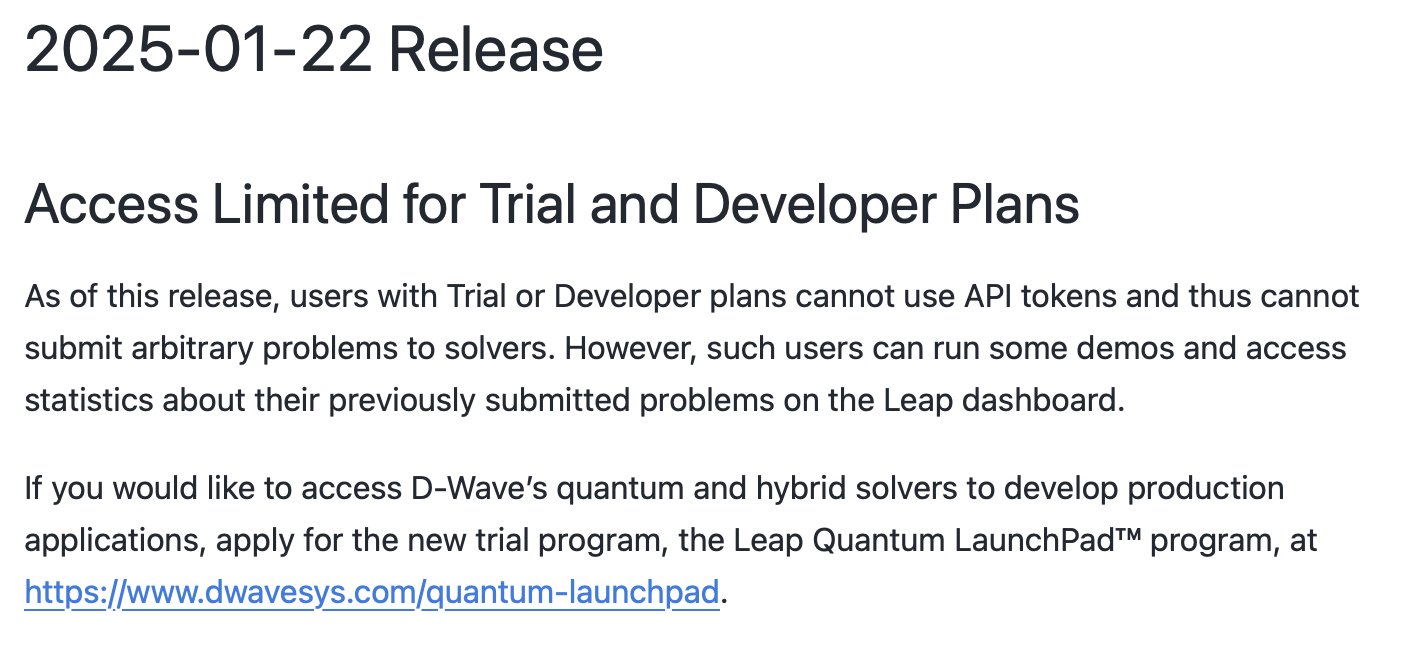 2025-01-22 Release
Access Limited for Trial and Developer Plans
As of this release, users with Trial or Developer plans cannot use API tokens and thus cannot
submit arbitrary problems to solvers. However, such users can run some demos and access
statistics about their previously submitted problems on the Leap dashboard.
If you would like to access D-Wave’s quantum and hybrid solvers to develop production
applications, apply for the new trial program, the Leap Quantum LaunchPad™ program, at
https://www.dwavesys.com/quantum-launchpad.